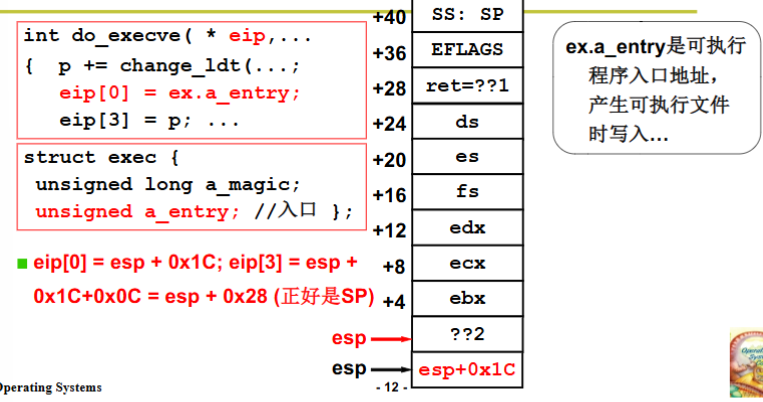 int do_execve( * eip,...
{ p += change_ldt(...;
eip[0] = ex.a_entry;
eip[3] = p; ...
struct exec {
unsigned long a_magic;
unsigned a_entry; //入口 };
eip[0] = esp + 0x1C; eip[3] = esp +
0x1C+0x0C = esp + 0x28 (正好是SP)
+40 SS: SP
+36 EFLAGS
+28 ret=??1
+24 ds
+20 es
+16 fs
+12 edx
+8 ecx
+4 ebx
esp ??2
esp esp+0x1C
ex.a_entry是可执行
程序入口地址，
产生可执行文件
时写入...
Operating Systems
- 12 -